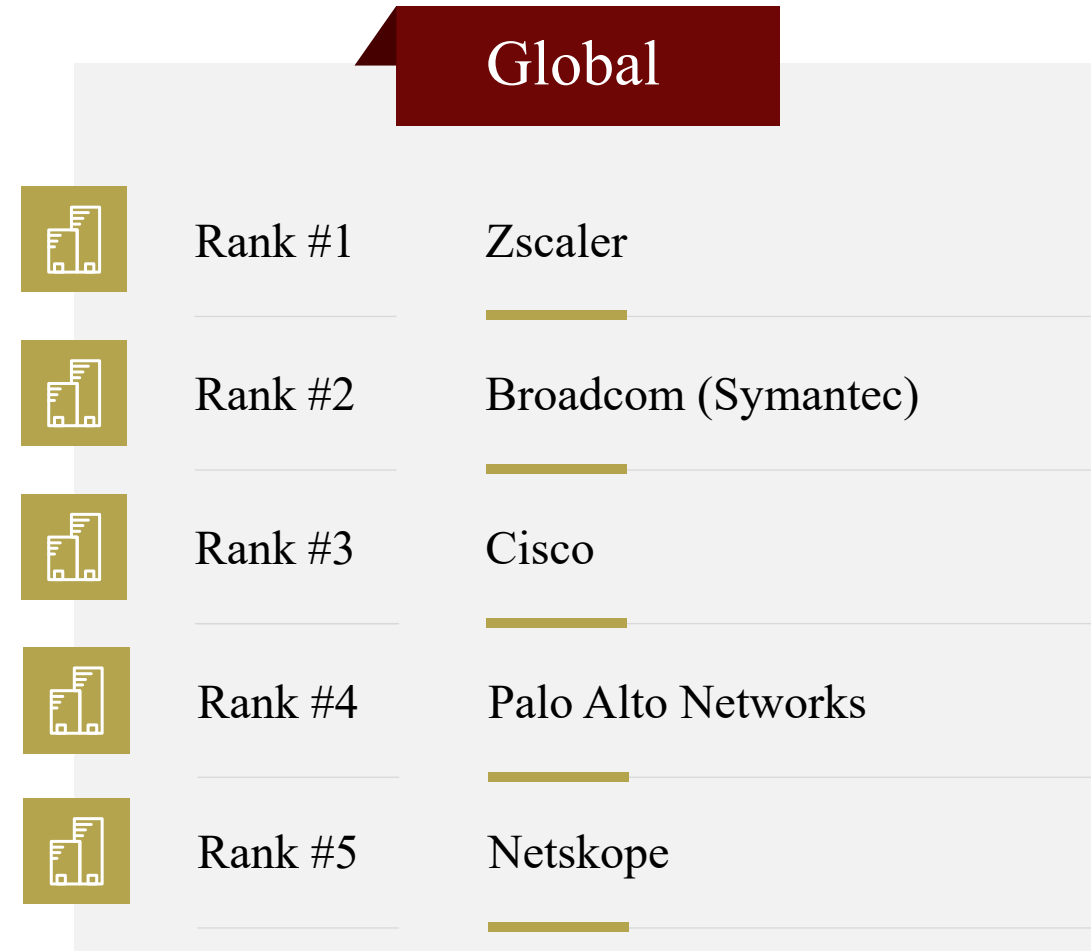 Global
Rank #1 Zscaler
Rank #2 Broadcom (Symantec)
Rank #3 Cisco
Rank #4 Palo Alto Networks
Rank #5 Netskope